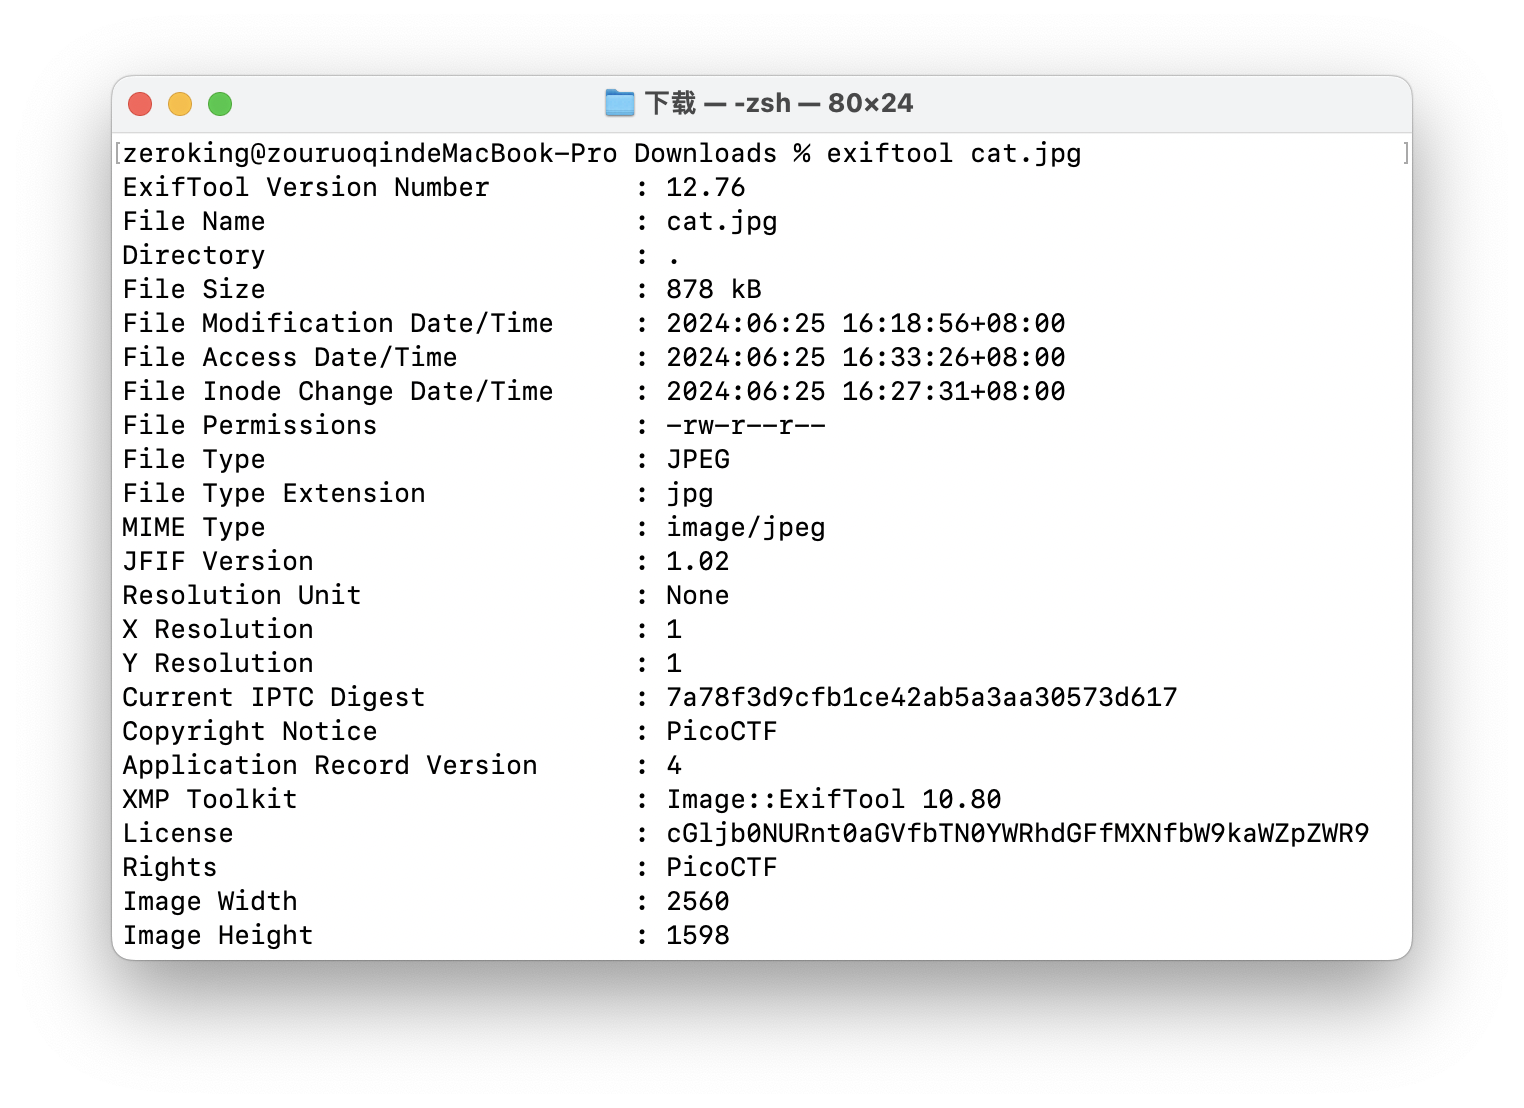 下载 — -zsh — 80×24
zeroking@zouruoqindeMacBook-Pro Downloads % exiftool cat.jpg
ExifTool Version Number : 12.76
File Name : cat.jpg
Directory : .
File Size : 878 kB
File Modification Date/Time : 2024:06:25 16:18:56+08:00
File Access Date/Time : 2024:06:25 16:33:26+08:00
File Inode Change Date/Time : 2024:06:25 16:27:31+08:00
File Permissions : -rw-r--r--
File Type : JPEG
File Type Extension : jpg
MIME Type : image/jpeg
JFIF Version : 1.02
Resolution Unit : None
X Resolution : 1
Y Resolution : 1
Current IPTC Digest : 7a78f3d9cfb1ce42ab5a3aa30573d617
Copyright Notice : PicoCTF
Application Record Version : 4
XMP Toolkit : Image::ExifTool 10.80
License : cGljb0NURnt0aGVfbTN0YWRhdGFfMXNfbW9kaWZpZWR9
Rights : PicoCTF
Image Width : 2560
Image Height : 1598